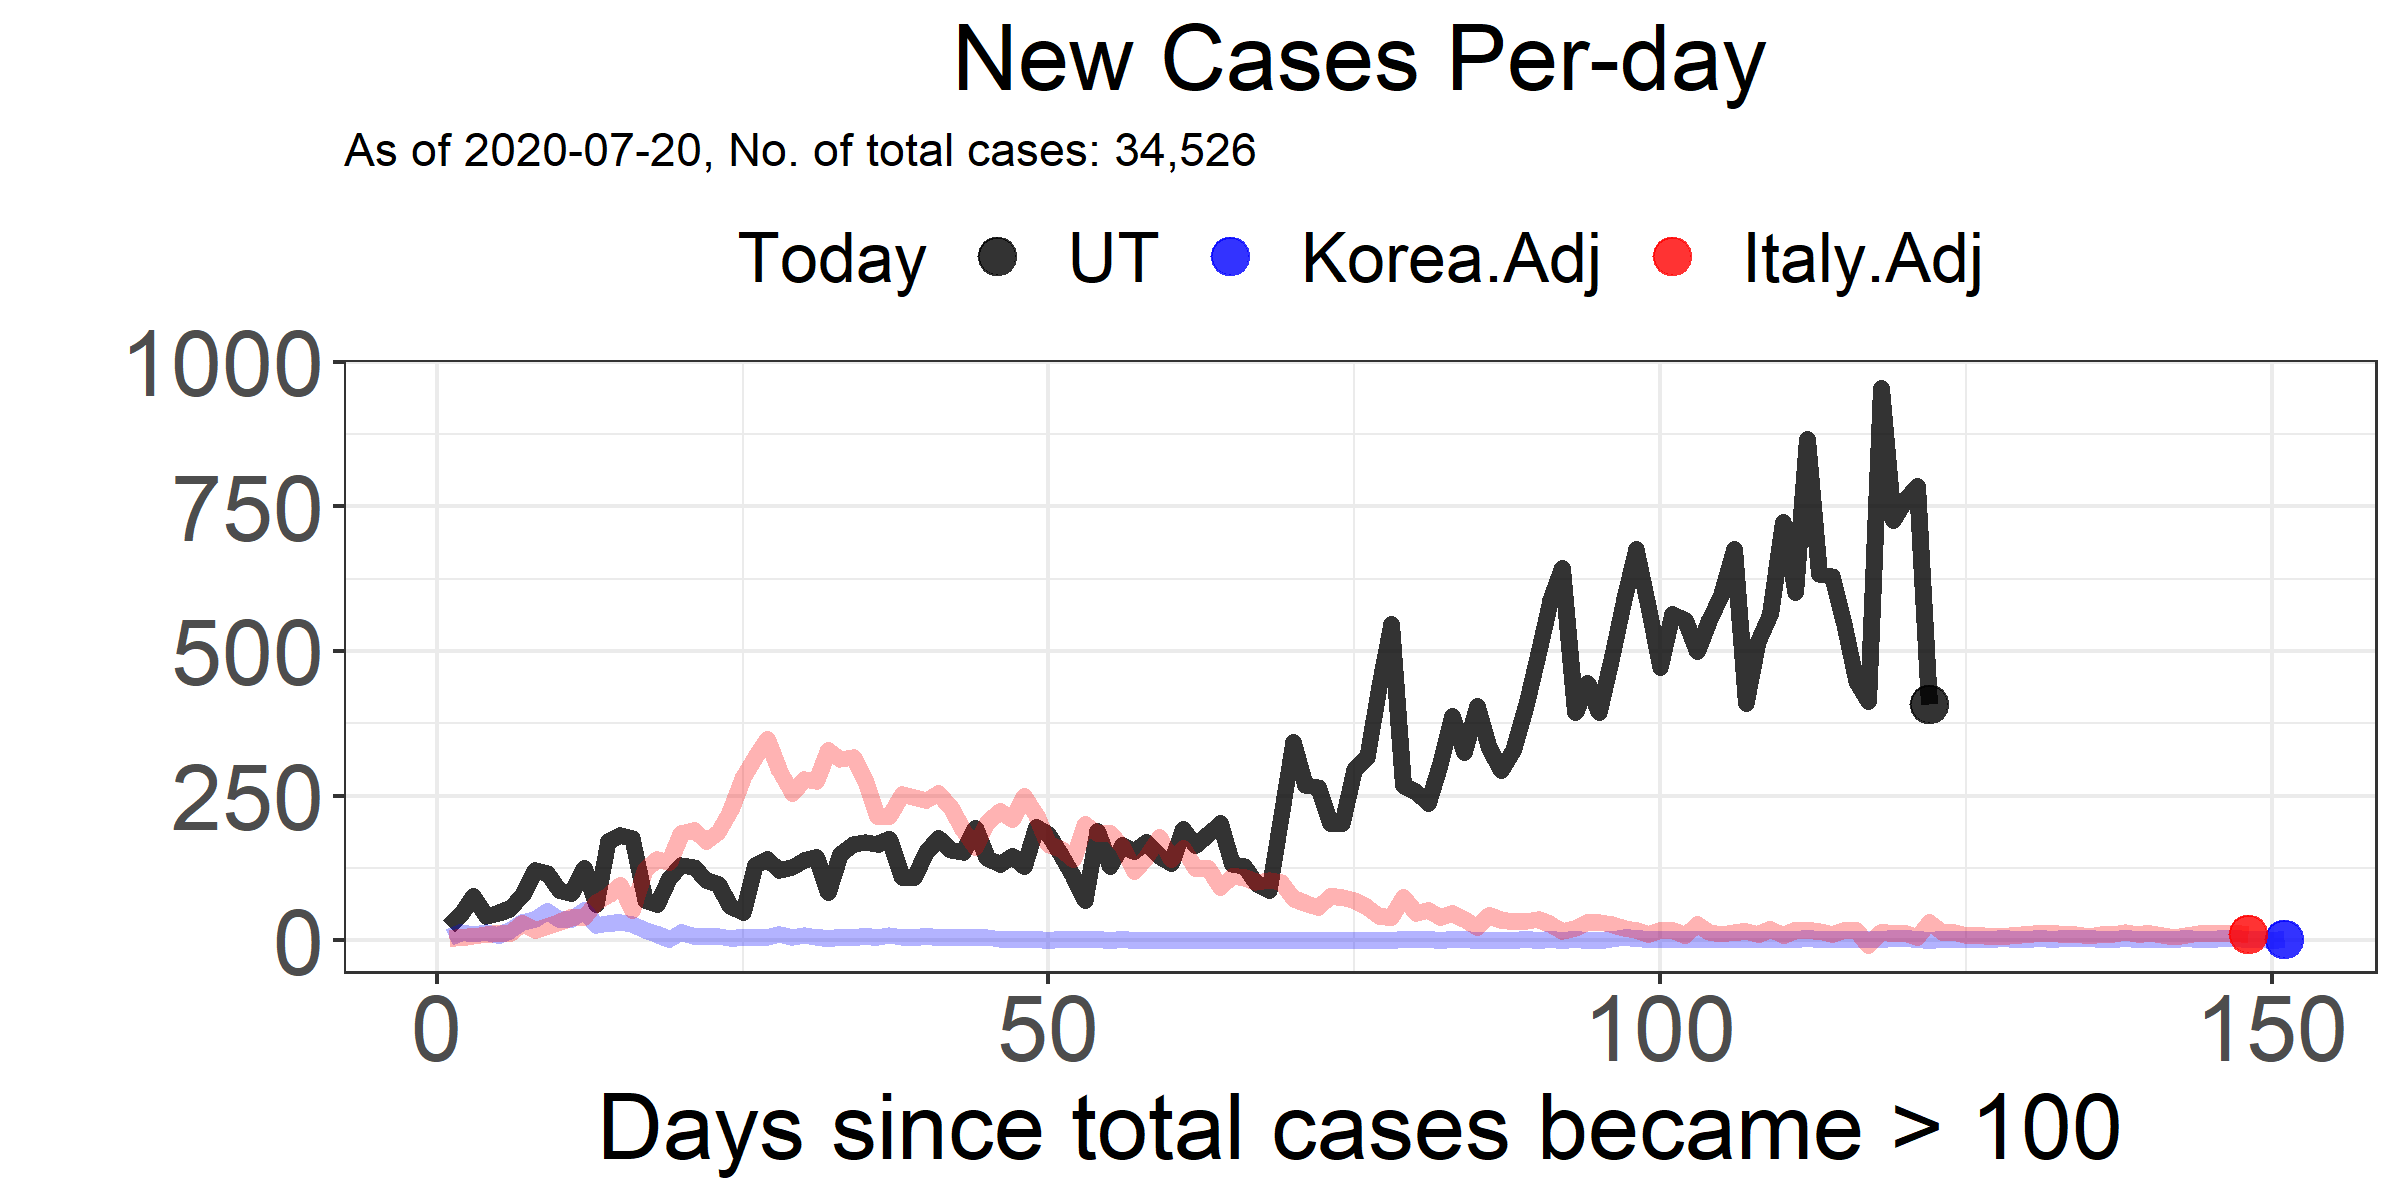 New Cases Per-day
As of 2020-07-20, No. of total cases: 34,526
Today UT Korea.Adj Italy.Adj
1000
750
500
250
0
0 50 100 150
Days since total cases became > 100